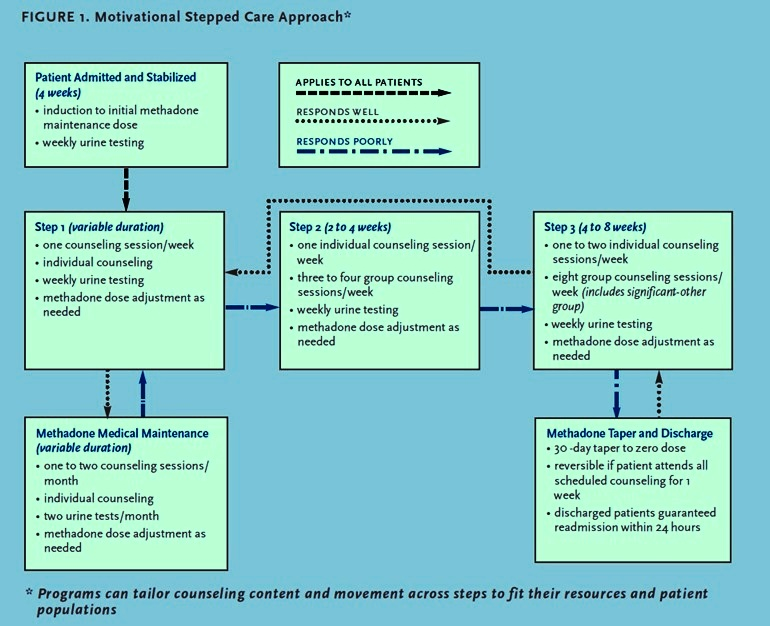 FIGURE 1. Motivational Stepped Care Approach☆
Patient Admitted and Stabilized
(4 weeks)
• induction to initial methadone
maintenance dose
• weekly urine testing
APPLIES TO ALL PATIENTS
RESPONDS WELL
RESPONDS POORLY
Step 1 (variable duration)
• one counseling session/week
• individual counseling
• weekly urine testing
• methadone dose adjustment as
needed
Step 2 (2 to 4 weeks)
• one individual counseling session/
week
• three to four group counseling
sessions/week
• weekly urine testing
• methadone dose adjustment as
needed
Step 3 (4 to 8 weeks)
• one to two individual counseling
sessions/week
• eight group counseling sessions/
week (includes significant-other
group)
• weekly urine testing
• methadone dose adjustment as
needed
Methadone Medical Maintenance
(variable duration)
• one to two counseling sessions/
month
• individual counseling
• two urine tests/month
• methadone dose adjustment as
needed
Methadone Taper and Discharge
• 30 -day taper to zero dose
• reversible if patient attends all
scheduled counseling for 1
week
• discharged patients guaranteed
readmission within 24 hours
☆ Programs can tailor counseling content and movement across steps to fit their resources and patient
populations